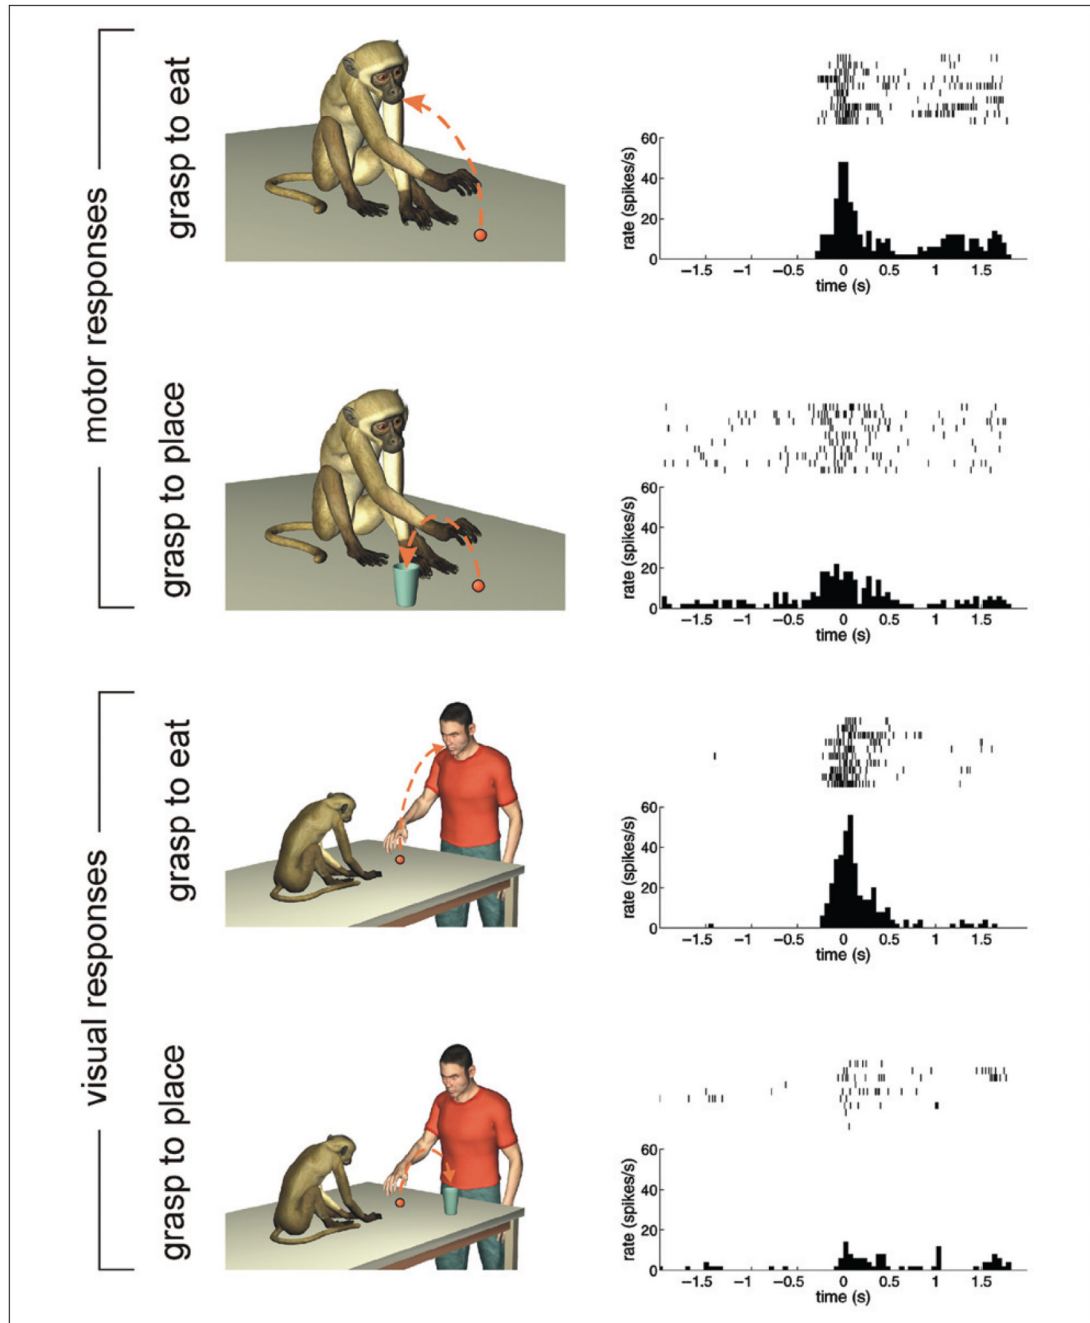 motor responses
grasp to eat
60
40
20
0
rate (spikes/s)
−1.5 −1 −0.5 0 0.5 1 1.5
time (s)
grasp to place
60
40
20
0
rate (spikes/s)
−1.5 −1 −0.5 0 0.5 1 1.5
time (s)
visual responses
grasp to eat
60
40
20
0
rate (spikes/s)
−1.5 −1 −0.5 0 0.5 1 1.5
time (s)
grasp to place
60
40
20
0
rate (spikes/s)
−1.5 −1 −0.5 0 0.5 1 1.5
time (s)